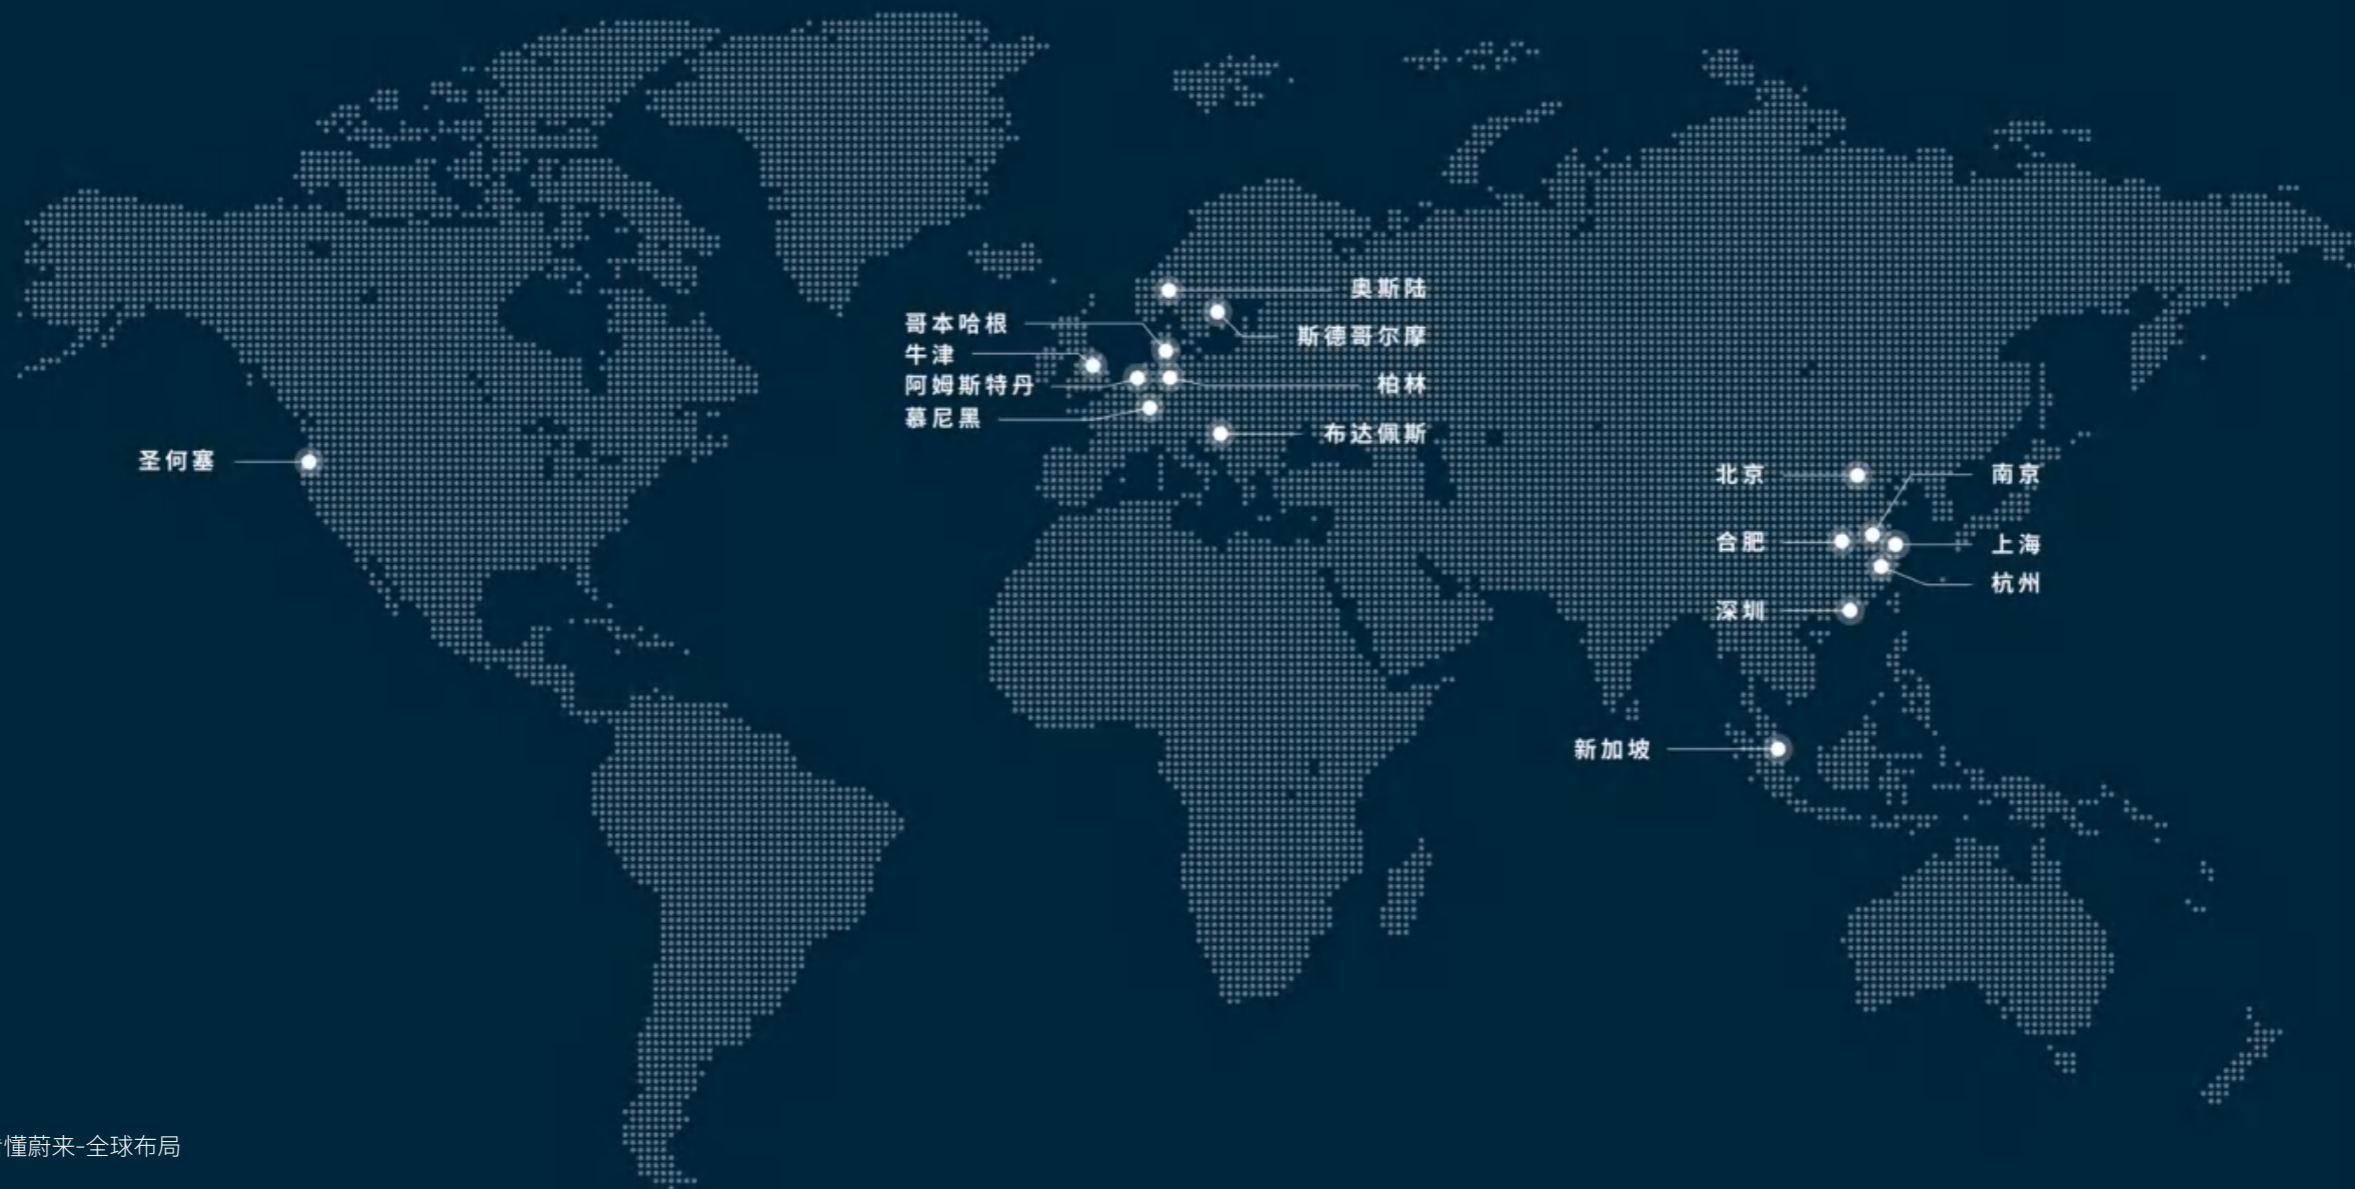 奥斯陆
哥本哈根
斯德哥尔摩
牛津
阿姆斯特丹
柏林
慕尼黑
布达佩斯
圣何塞
北京
南京
合肥
上海
杭州
深圳
新加坡
懂蔚来-全球布局